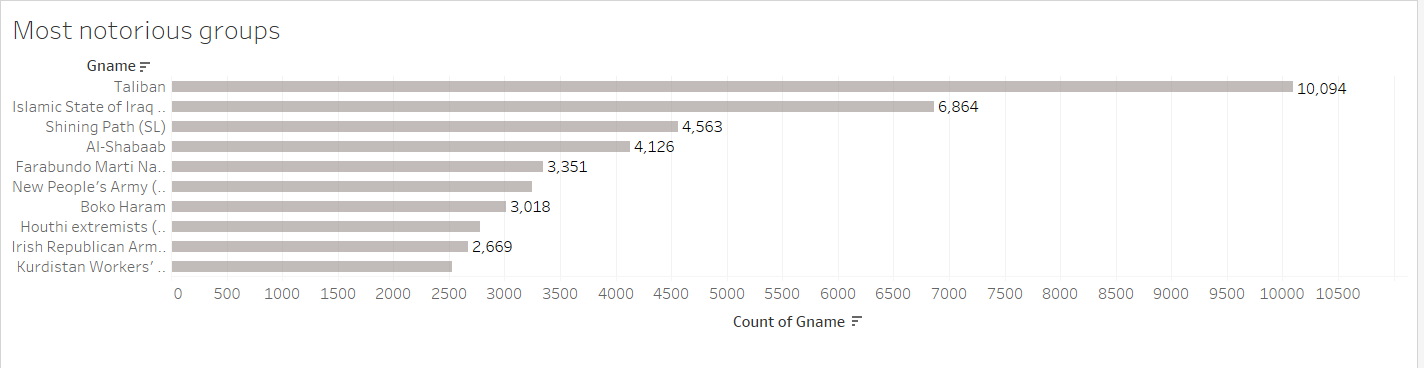 Most notorious groups
Gname
Taliban 10,094
Islamic State of Iraq .. 6,864
Shining Path (SL) 4,563
Al-Shabaab 4,126
Farabundo Marti Na.. 3,351
New People's Army (..
Boko Haram 3,018
Houthi extremists (..
Irish Republican Arm.. 2,669
Kurdistan Workers' ..
0 500 1000 1500 2000 2500 3000 3500 4000 4500 5000 5500 6000 6500 7000 7500 8000 8500 9000 9500 10000 10500
Count of Gname